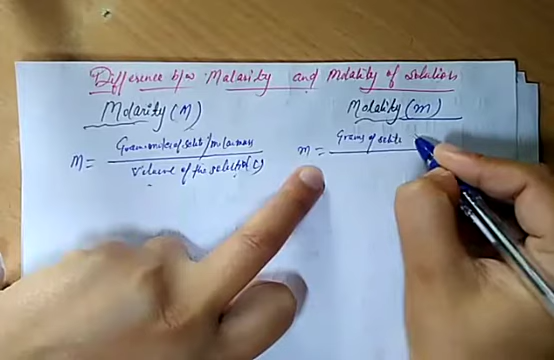 Difference b/w Molarity and Molality of solution
Molarity (M)
Molality (m)
M = Grams of solute / molar mass
Volume of the solution (L)
m = Grams of solute